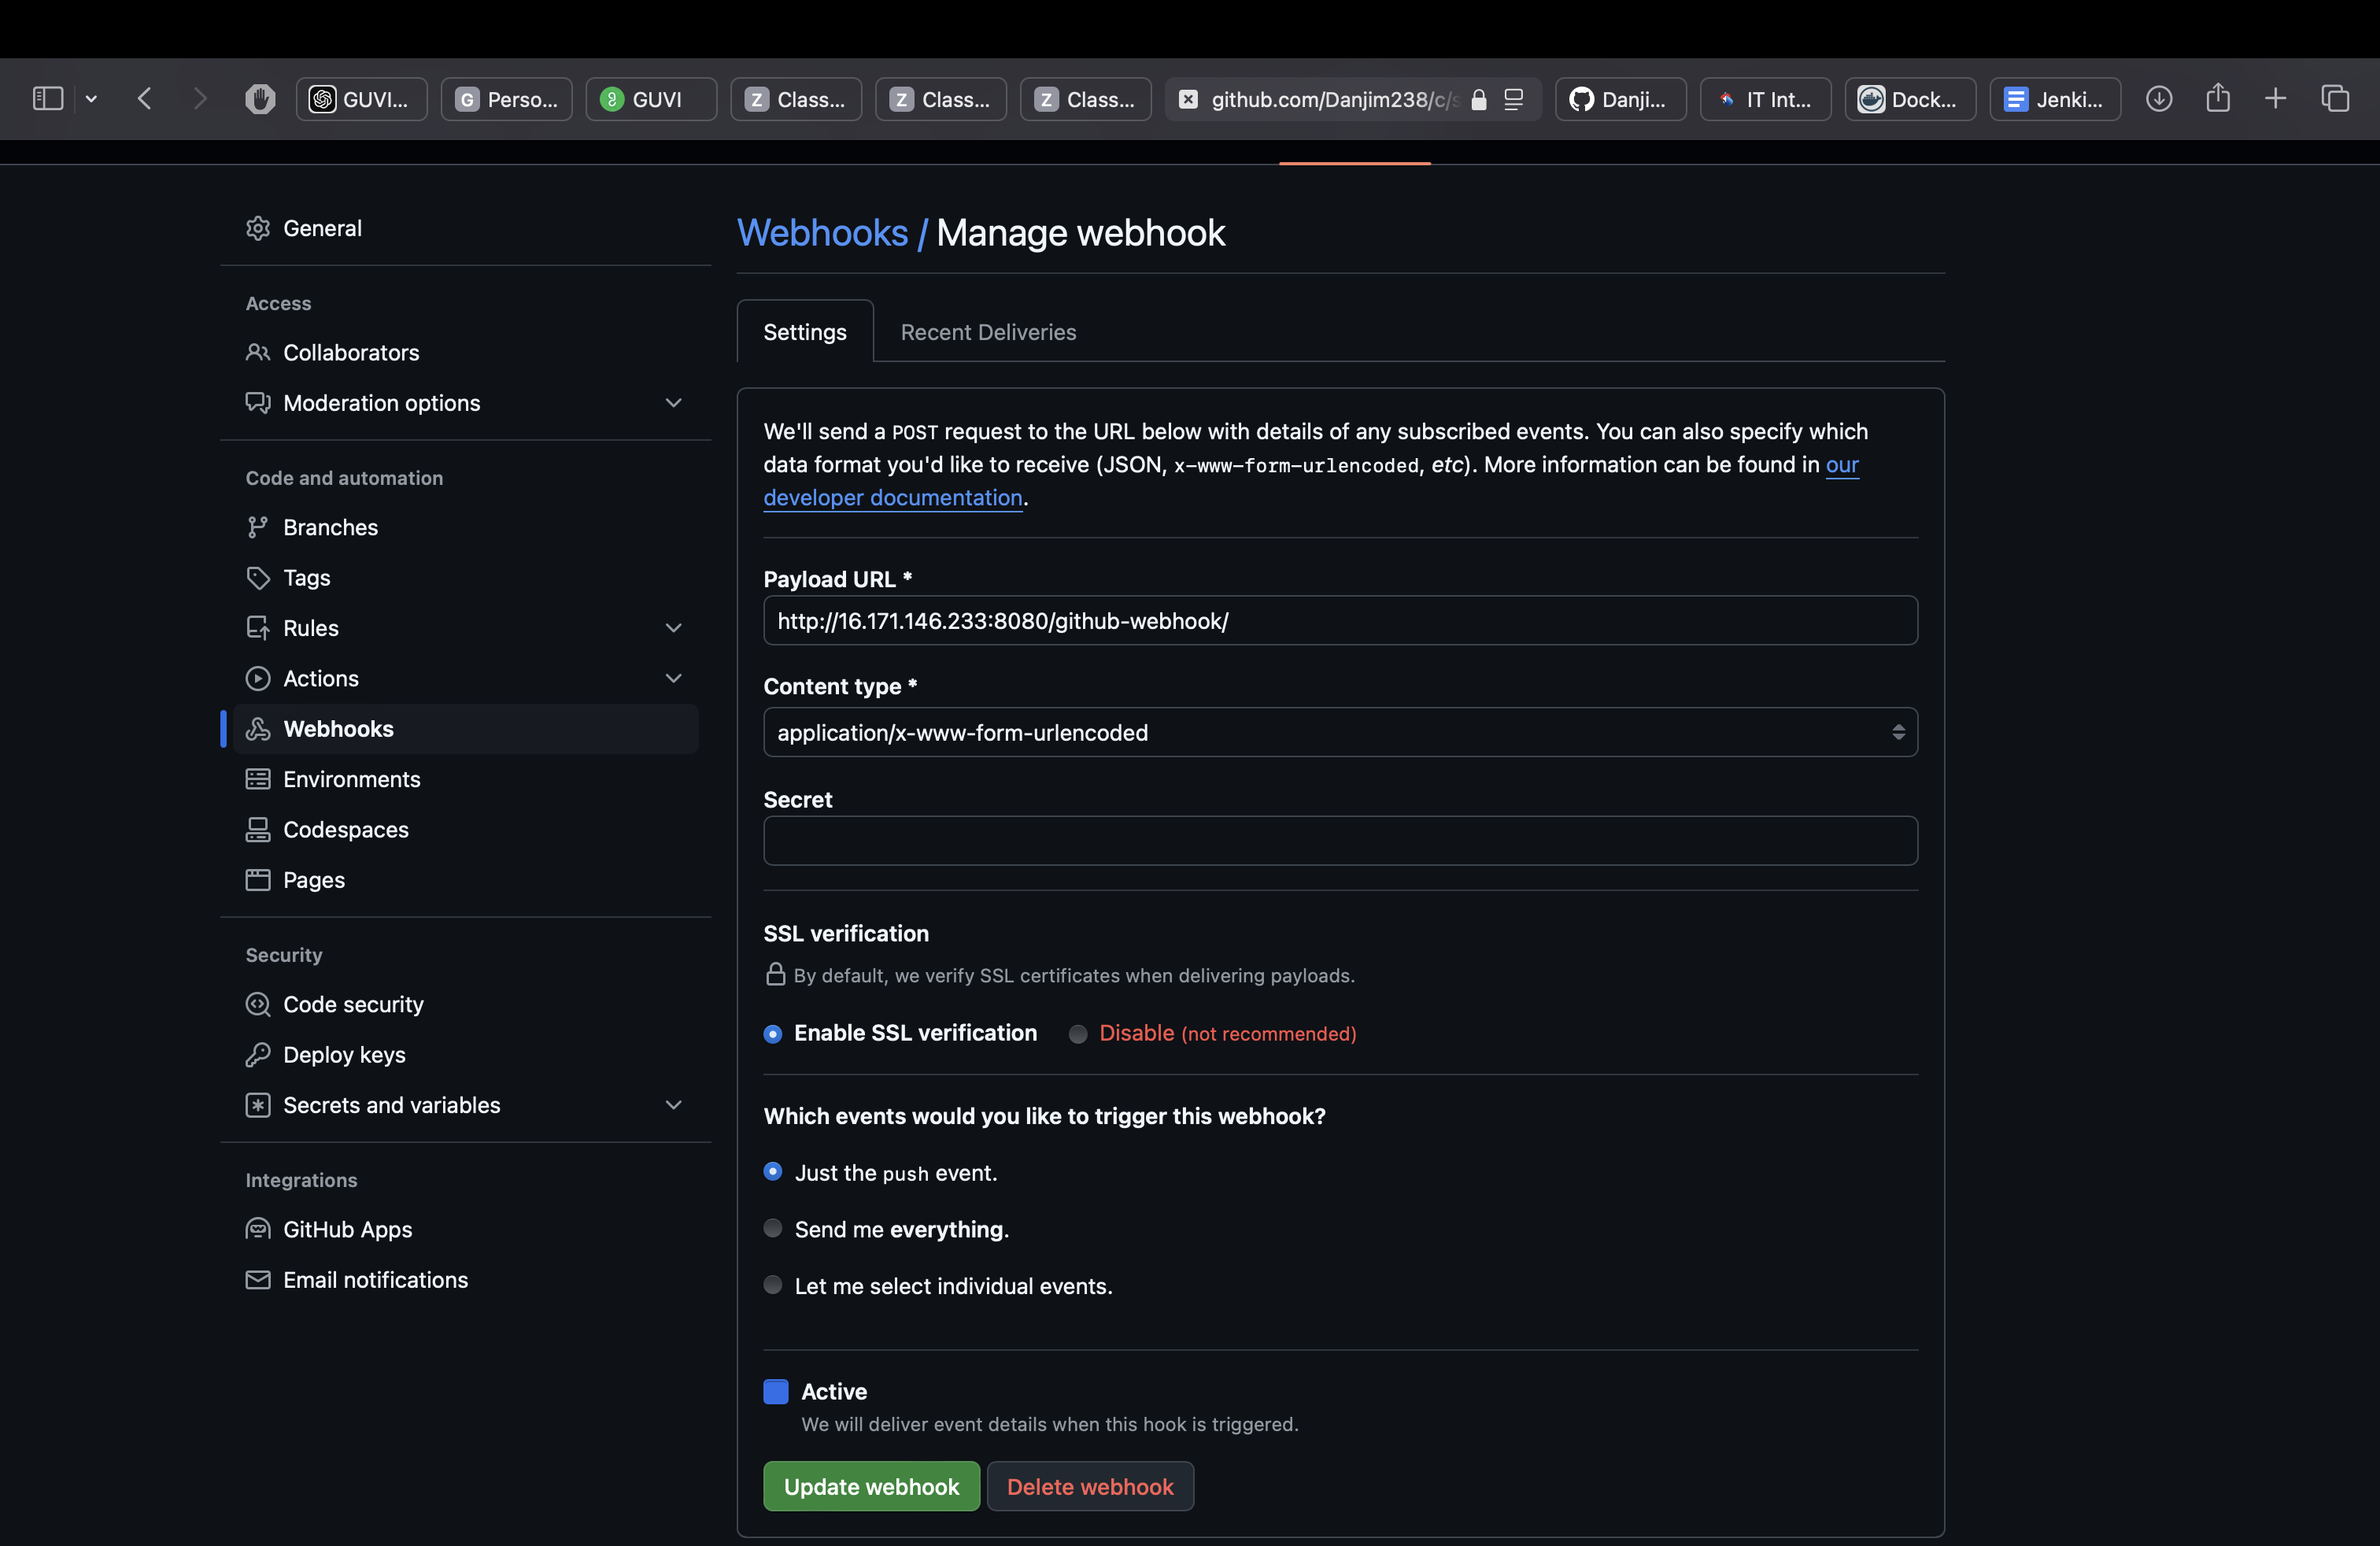 GUVI...
Perso...
GUVI
Class...
Class...
Class...
github.com/Danjim238/c/s
Danji...
IT Int...
Dock...
Jenki...
General
Access
Collaborators
Moderation options
Code and automation
Branches
Tags
Rules
Actions
Webhooks
Environments
Codespaces
Pages
Security
Code security
Deploy keys
Secrets and variables
Integrations
GitHub Apps
Email notifications
Webhooks / Manage webhook
Settings
Recent Deliveries
We'll send a POST request to the URL below with details of any subscribed events. You can also specify which
data format you'd like to receive (JSON, x-www-form-urlencoded, etc). More information can be found in our
developer documentation.
Payload URL *
http://16.171.146.233:8080/github-webhook/
Content type *
application/x-www-form-urlencoded
Secret
SSL verification
By default, we verify SSL certificates when delivering payloads.
Enable SSL verification
Disable (not recommended)
Which events would you like to trigger this webhook?
Just the push event.
Send me everything.
Let me select individual events.
Active
We will deliver event details when this hook is triggered.
Update webhook
Delete webhook